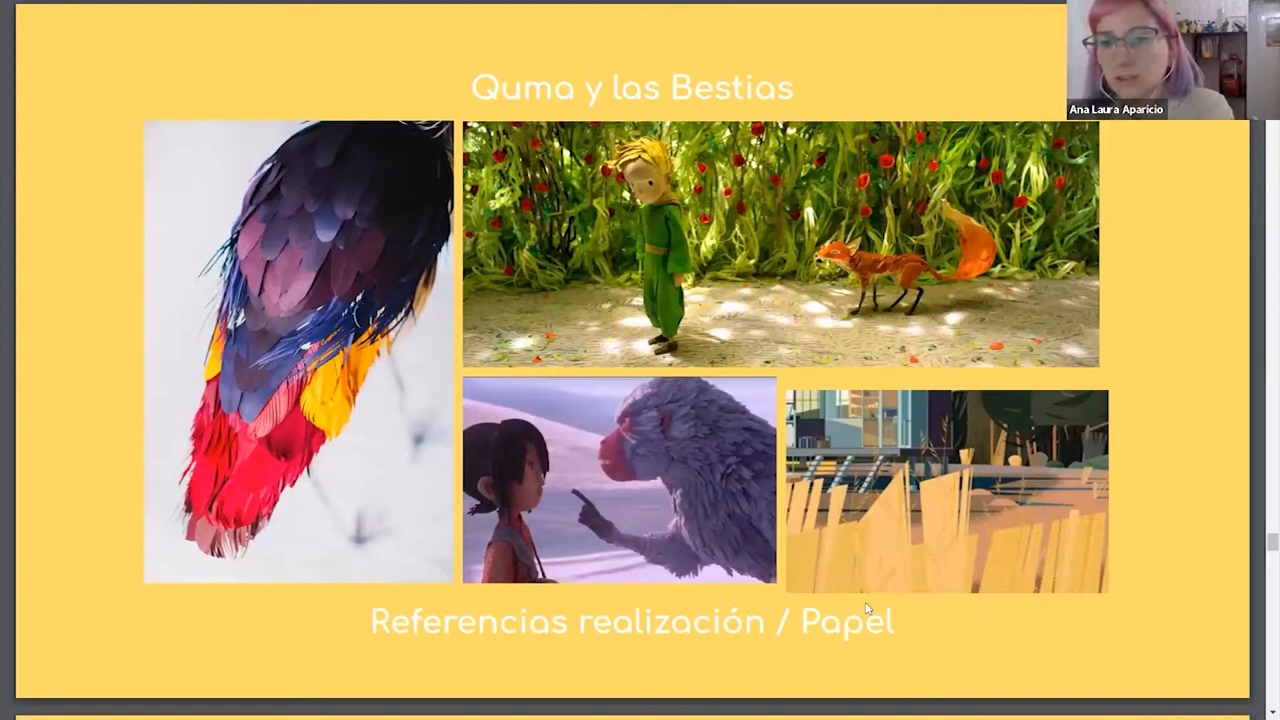 Quma y las Bestias
Ana Laura Aparicio
Referencias realización / Papel